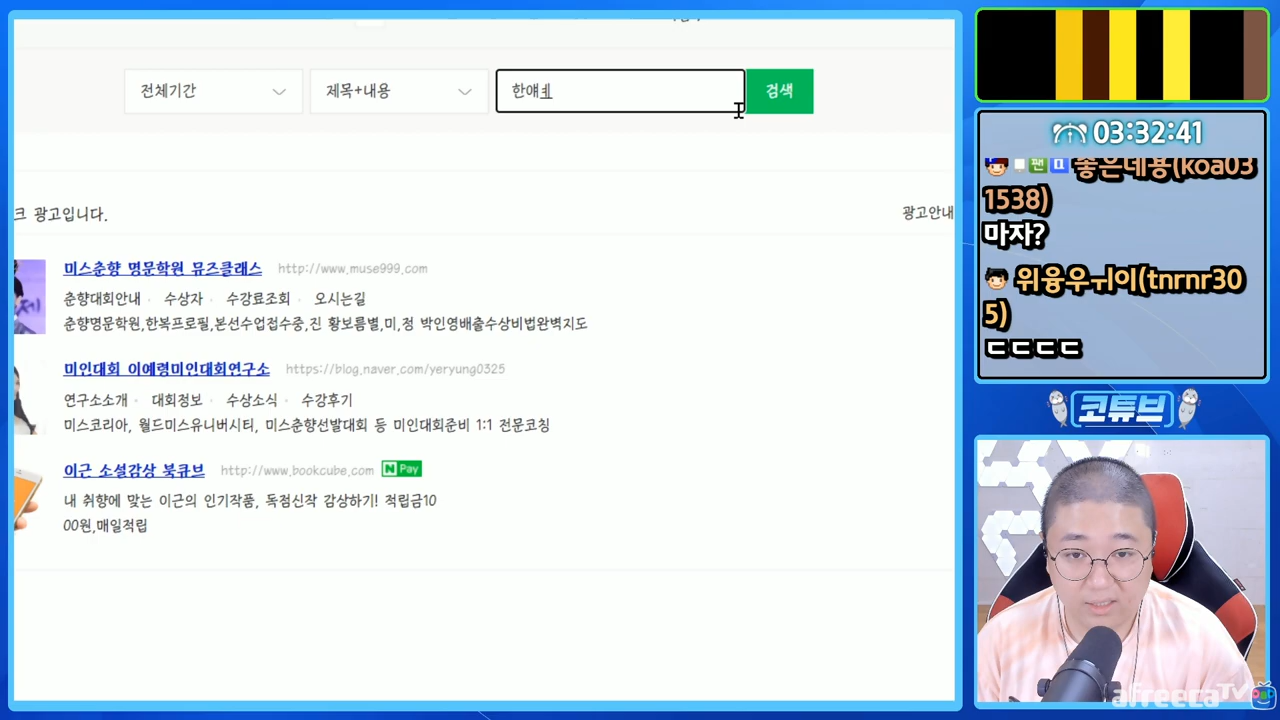 전체기간
제목+내용
한얘ㅔ
검색
크 광고입니다.
광고안내
미스춘향 명문학원 뮤즈클래스 http://www.muse999.com
춘향대회안내 · 수상자 · 수강료조회 · 오시는길
춘향명문학원,한복프로필,본선수업접수중,진 황보름별,미,정 박인영배출수상비법완벽지도
미인대회 이예령미인대회연구소 https://blog.naver.com/yeryung0325
연구소소개 · 대회정보 · 수상소식 · 수강후기
미스코리아, 월드미스유니버시티, 미스춘향선발대회 등 미인대회준비 1:1 전문코칭
이근 소설감상 북큐브 http://www.bookcube.com N Pay
내 취향에 맞는 이근의 인기작품, 독점신작 감상하기! 적립금10
00원,매일적립
03:32:41
팬 좋은데용(koa03
1538)
마자?
위융우ㅟ이(tnrnr30
5)
ㄷㄷㄷㄷ
코튜브
afreecaTV